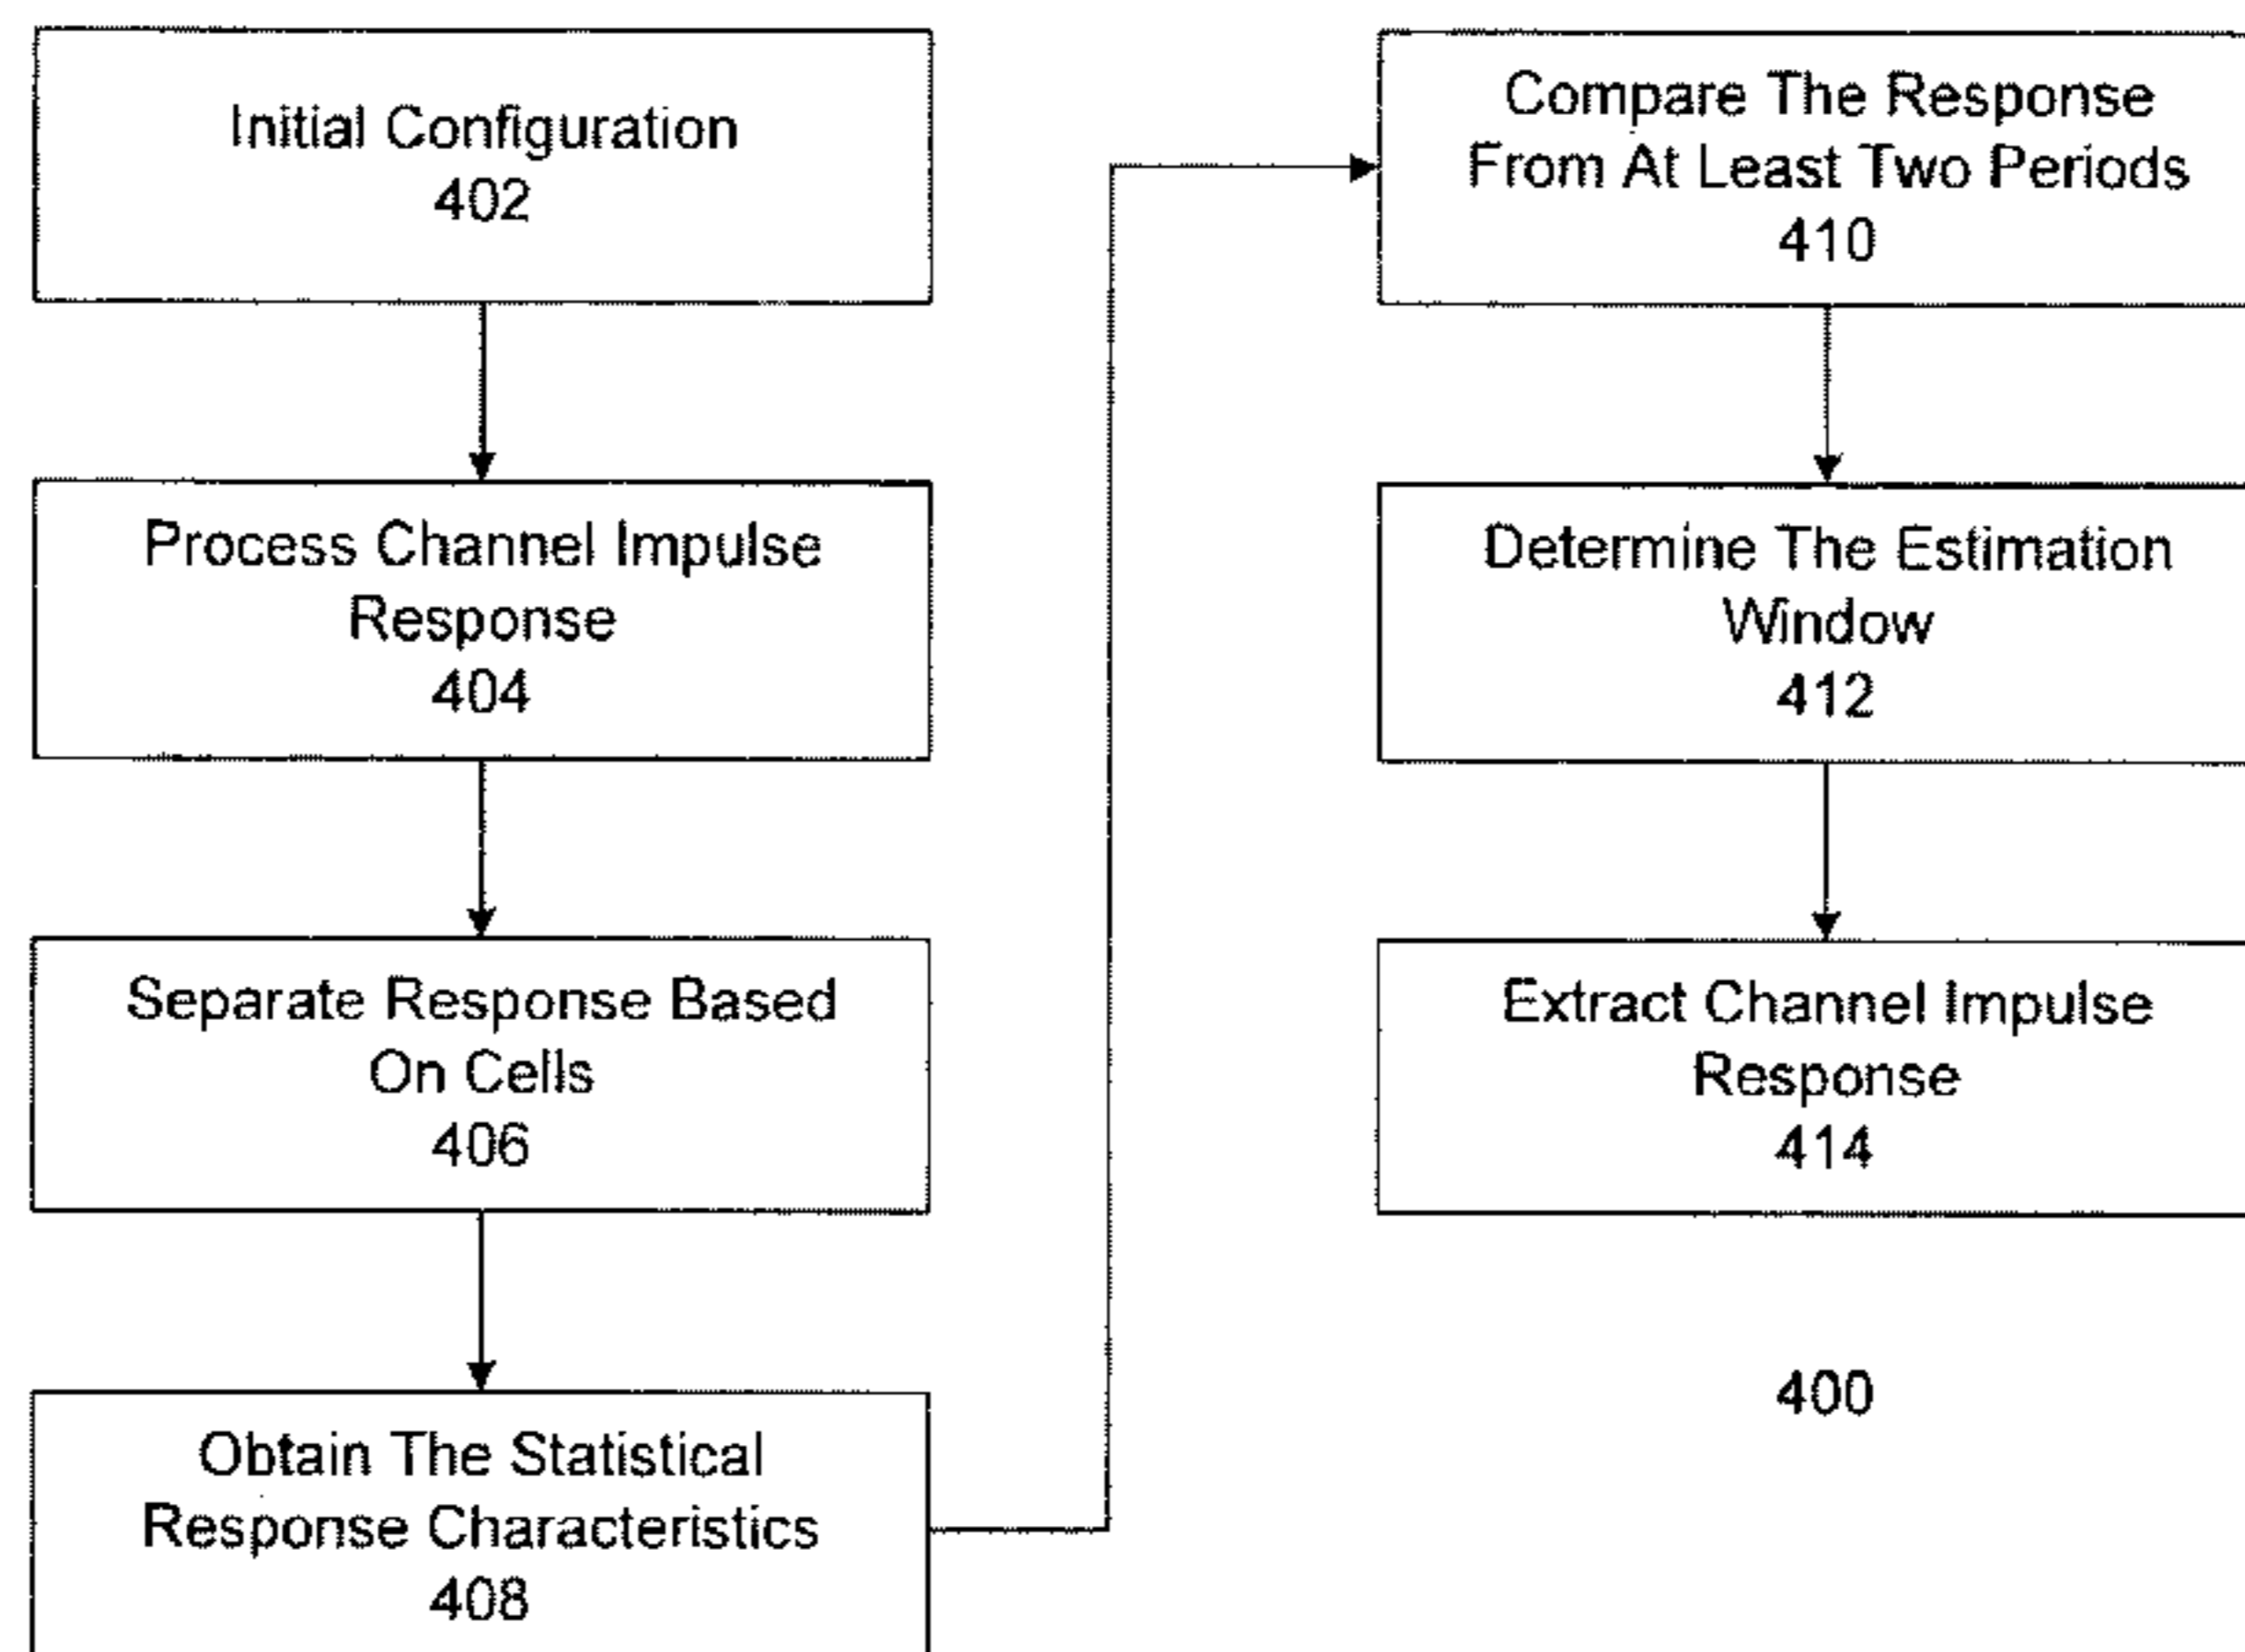 Initial Configuration
402
Process Channel Impulse
Response
404
Separate Response Based
On Cells
406
Obtain The Statistical
Response Characteristics
408
Compare The Response
From At Least Two Periods
410
Determine The Estimation
Window
412
Extract Channel Impulse
Response
414
400